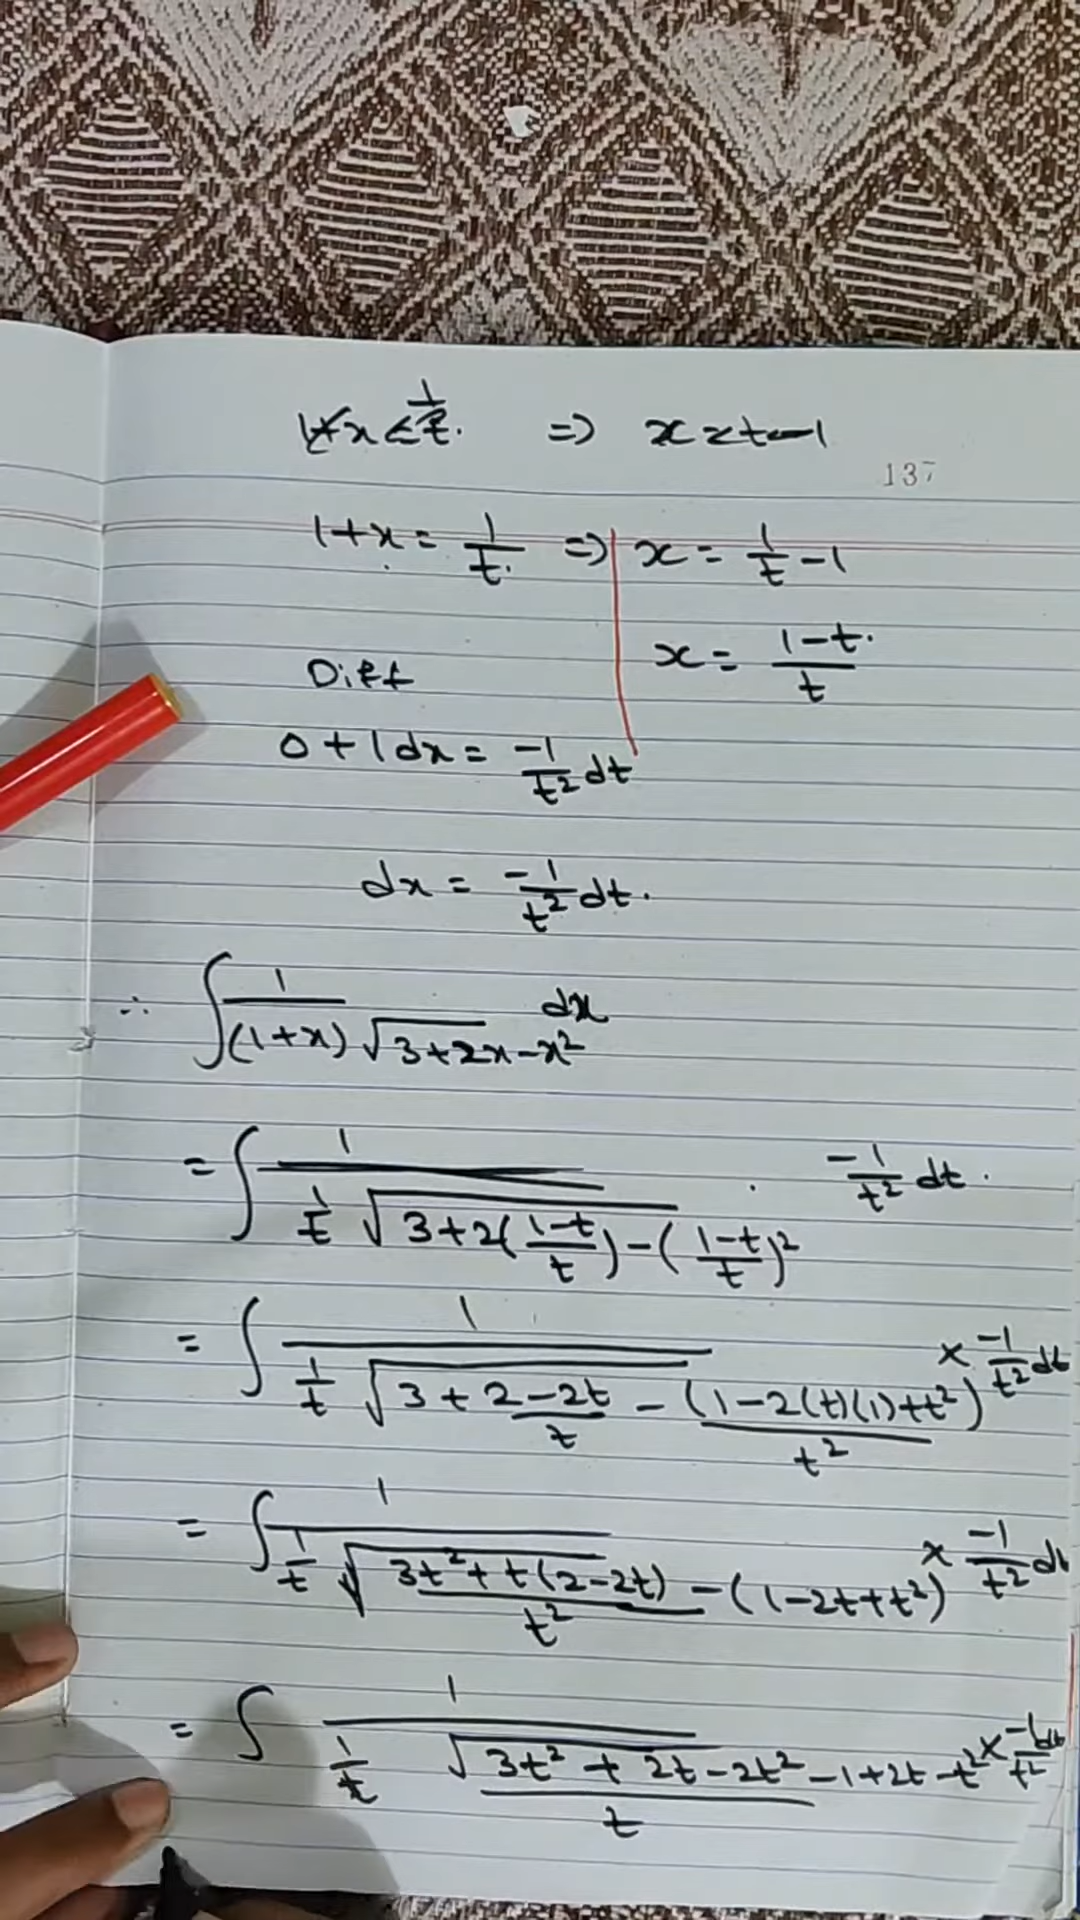 1+x = 1/t. => x = t-1
137
1+x = 1/t. => x = 1/t - 1
x = (1-t.)/t
Diff
0 + 1dx = -1/t² dt
dx = -1/t² dt.
∴ ∫ 1/((1+x) √(3+2x-x²)) dx
= ∫ 1/(1/t √(3+2((1-t)/t)-((1-t)/t)²)) . -1/t² dt.
= ∫ 1/(1/t √(3 + (2-2t)/t - (1-2(t)(1)+t²)/t²)) × -1/t² dt
= ∫ 1/(1/t √((3t²+t(2-2t) - (1-2t+t²))/t²)) × -1/t² dt
= ∫ 1/(1/t √((3t² + 2t-2t² -1+2t-t²)/t)) × -1/t² dt